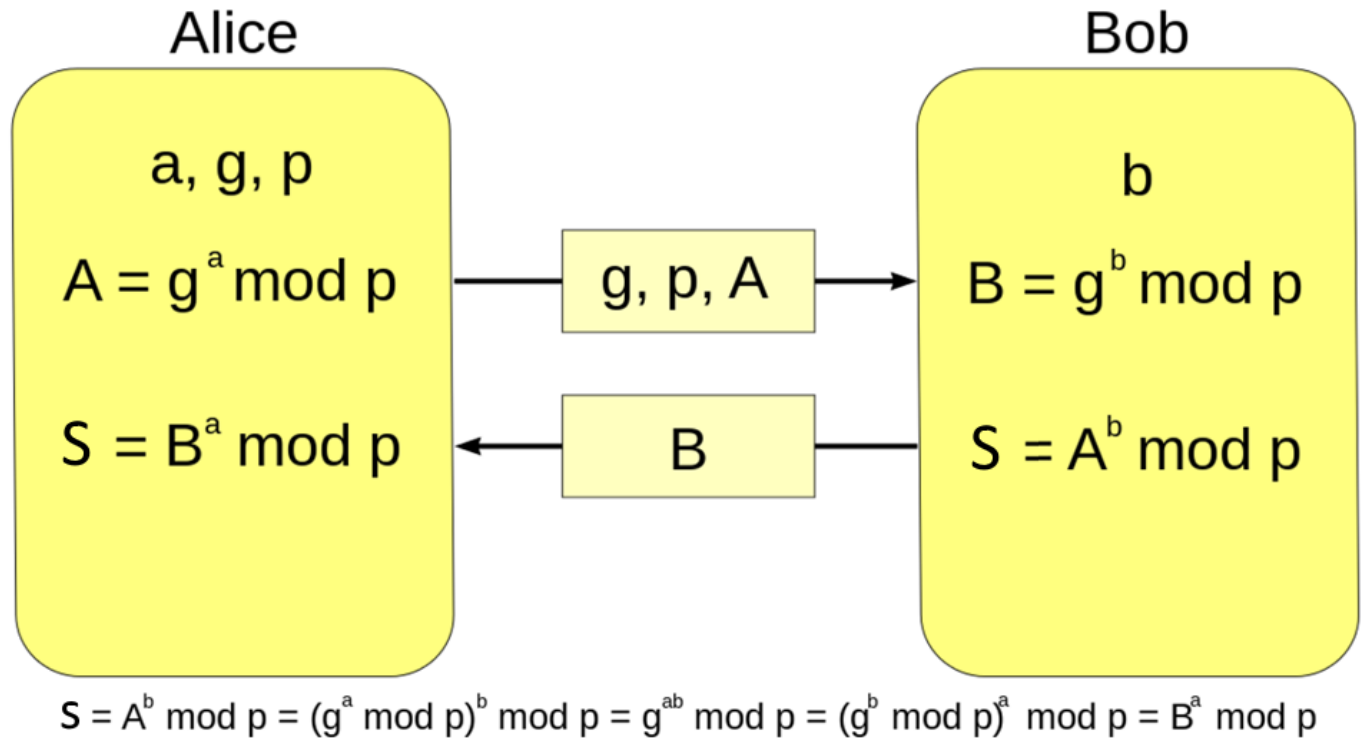 Alice
Bob
a, g, p
A = g^a mod p
S = B^a mod p
g, p, A
B
b
B = g^b mod p
S = A^b mod p
S = A^b mod p = (g^a mod p)^b mod p = g^ab mod p = (g^b mod p)^a mod p = B^a mod p